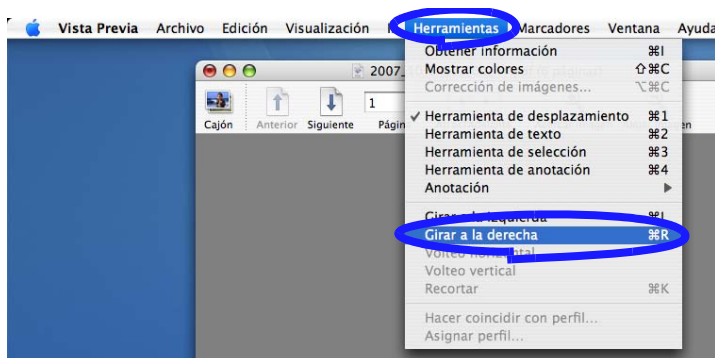 Vista Previa Archivo Edición Visualización Herramientas Marcadores Ventana Ayuda
Obtener información ⌘I
2007_ Mostrar colores ⇧⌘C
Corrección de imágenes... ⌥⌘C
1
Cajón Anterior Siguiente
✓ Herramienta de desplazamiento ⌘1
Herramienta de texto ⌘2
Herramienta de selección ⌘3
Herramienta de anotación ⌘4
Anotación ▶
Girar a la izquierda ⌘L
Girar a la derecha ⌘R
Volteo horizontal
Volteo vertical
Recortar ⌘K
Hacer coincidir con perfil...
Asignar perfil...